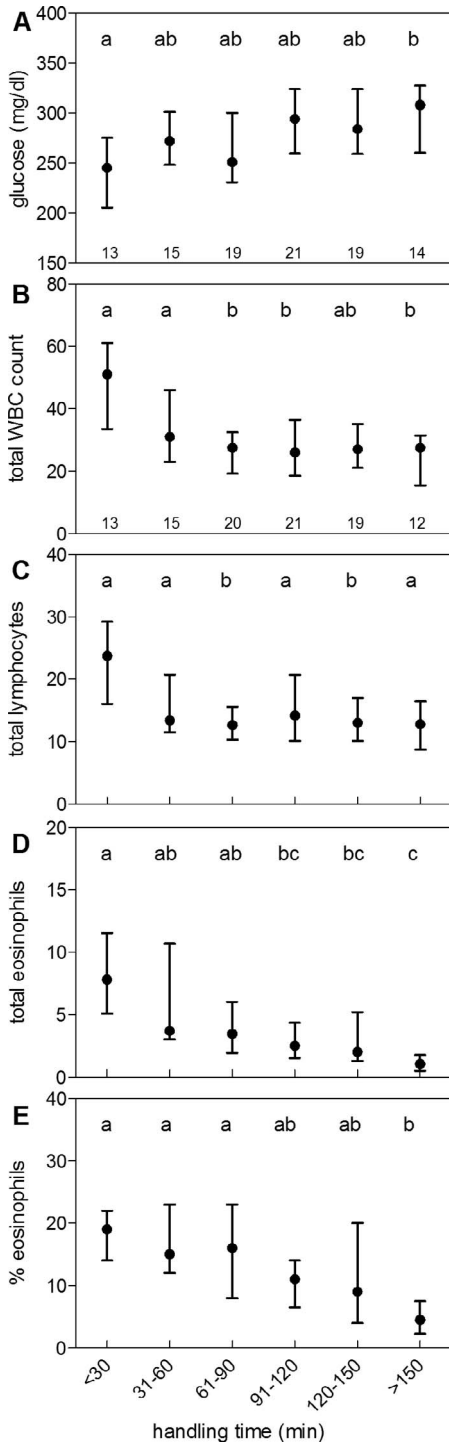 A
glucose (mg/dl)
400
350
300
250
200
150
a ab ab ab ab b
13 15 19 21 19 14
B
total WBC count
80
60
40
20
0
a a b b ab b
13 15 20 21 19 12
C
total lymphocytes
40
30
20
10
0
a a b a b a
D
total eosinophils
20
15
10
5
0
a ab ab bc bc c
E
% eosinophils
40
30
20
10
0
a a a ab ab b
<30 31-60 61-90 91-120 120-150 >150
handling time (min)